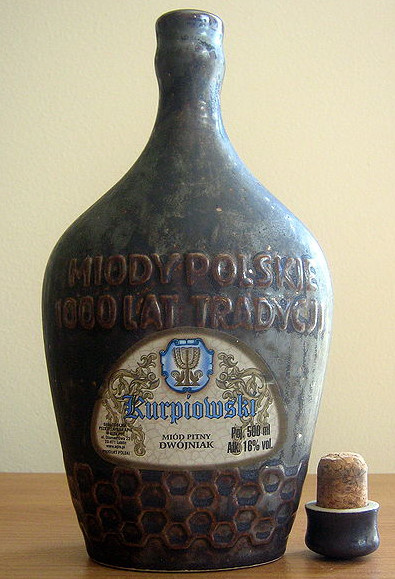 MIODY POLSKIE
1000 LAT TRADYCJI
Kurpiowski
MIÓD PITNY
DWÓJNIAK
Poj. 500 ml
Alk. 16% vol.